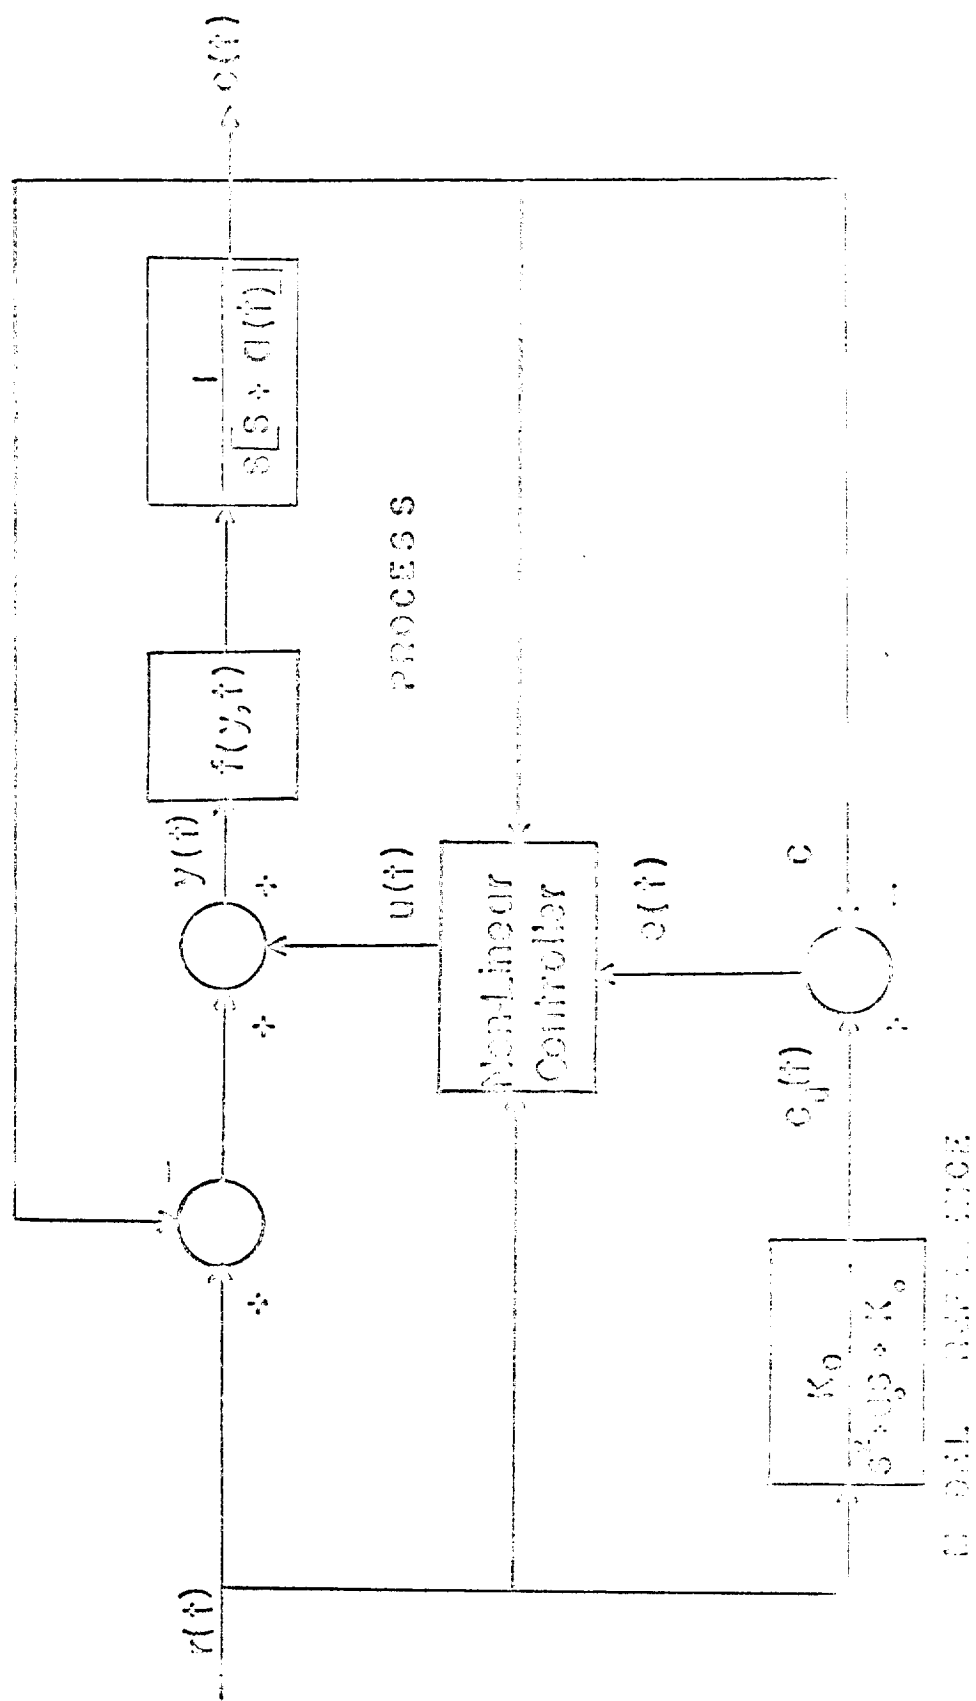 r(t)
+
-
+
+
y(t)
f(y,t)
1
s[s + a(t)]
c(t)
PROCESS
u(t)
Non-Linear
Controller
e(t)
K₀
c_d(t)
+
-
c